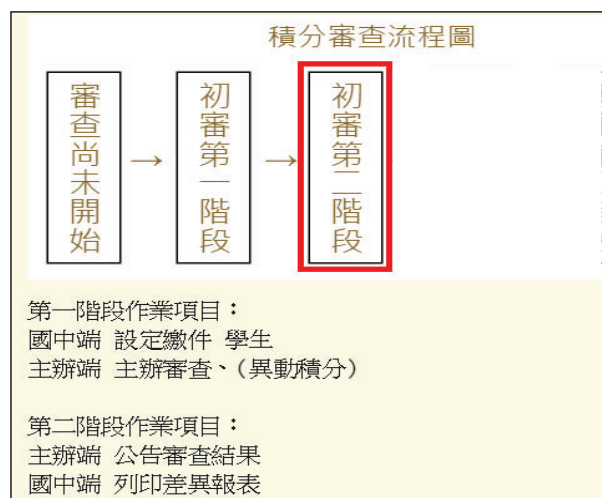 積分審查流程圖
審查尚未開始
→
初審第一階段
→
初審第二階段
第一階段作業項目：
國中端 設定繳件 學生
主辦端 主辦審查、(異動積分)
第二階段作業項目：
主辦端 公告審查結果
國中端 列印差異報表